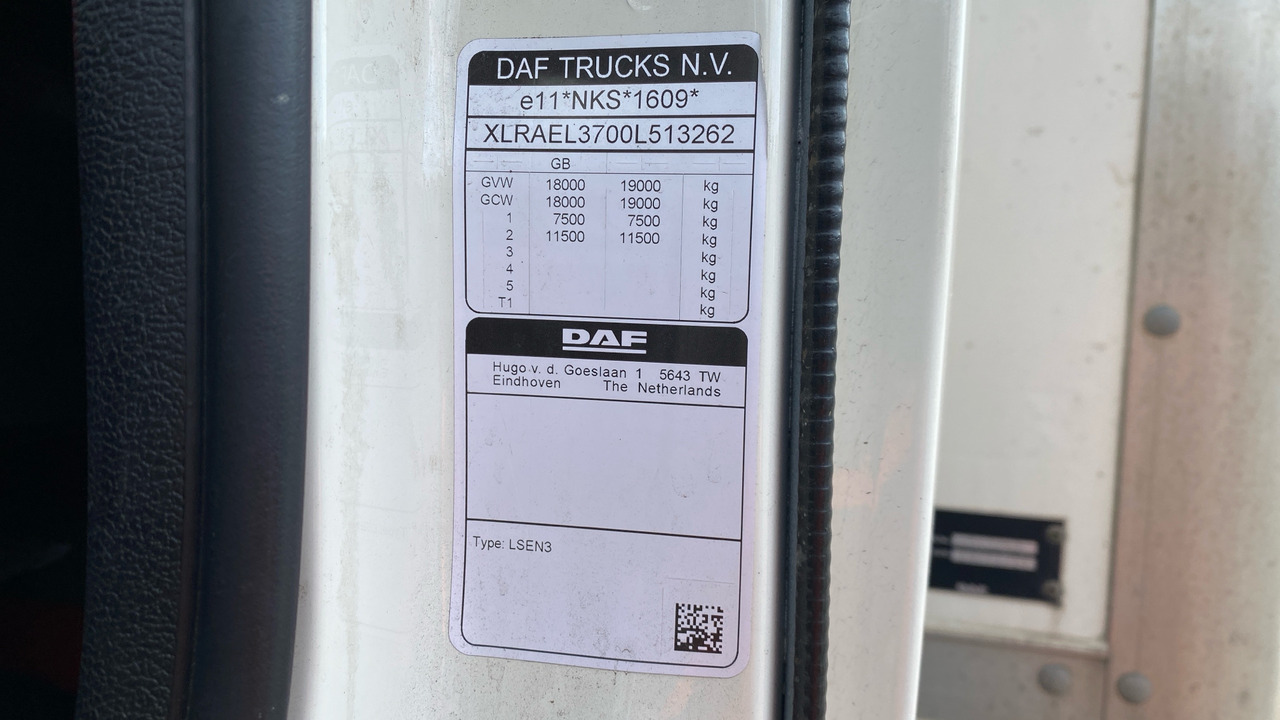 DAF TRUCKS N.V.
e11*NKS*1609*
XLRAEL3700L513262
GB
GVW 18000 19000 kg
GCW 18000 19000 kg
1 7500 7500 kg
2 11500 11500 kg
3 kg
4 kg
5 kg
T1 kg
DAF
Hugo v. d. Goeslaan 1 5643 TW
Eindhoven The Netherlands
Type: LSEN3